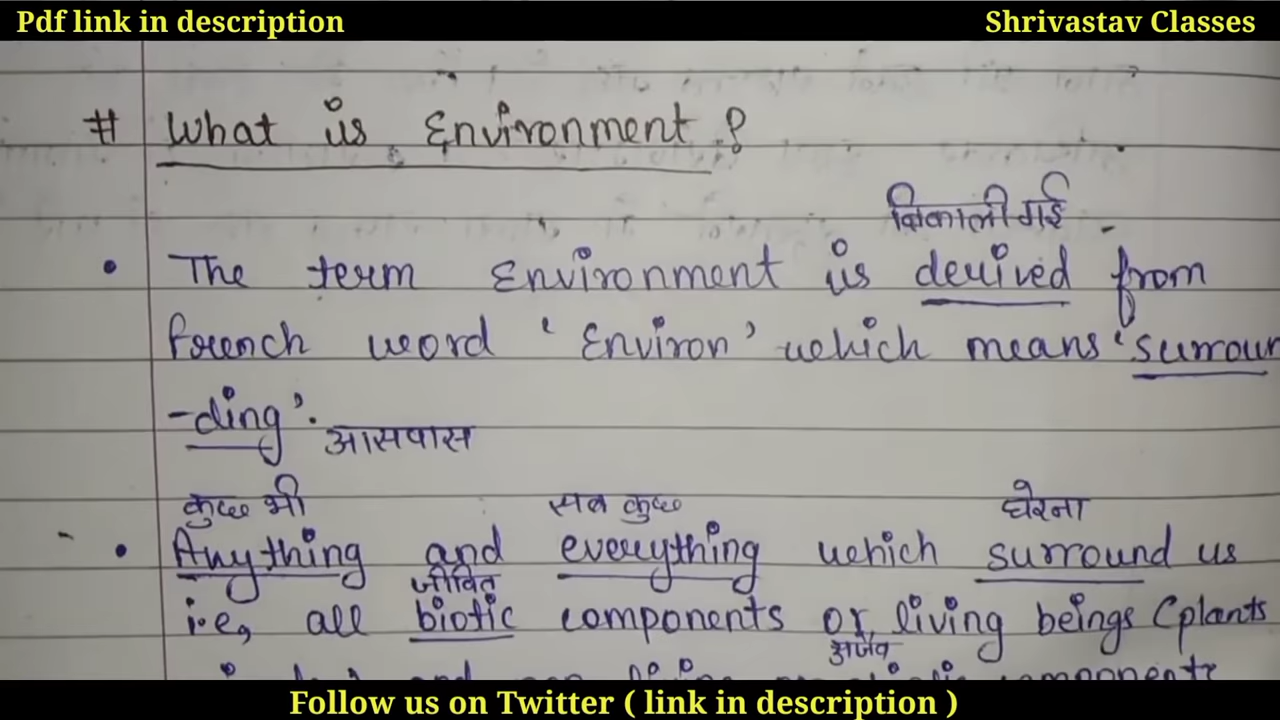 Pdf link in description
Shrivastav Classes
# What is Environment ?
निकाली गई
• The term Environment is derived from
french word ‘Environ’ which means ‘surroun
-ding’. आसपास
कुछ भी सब कुछ घेरना
• Anything and everything which surround us
जीवित
i.e, all biotic components or living beings (plants
अजैव
components
Follow us on Twitter ( link in description )